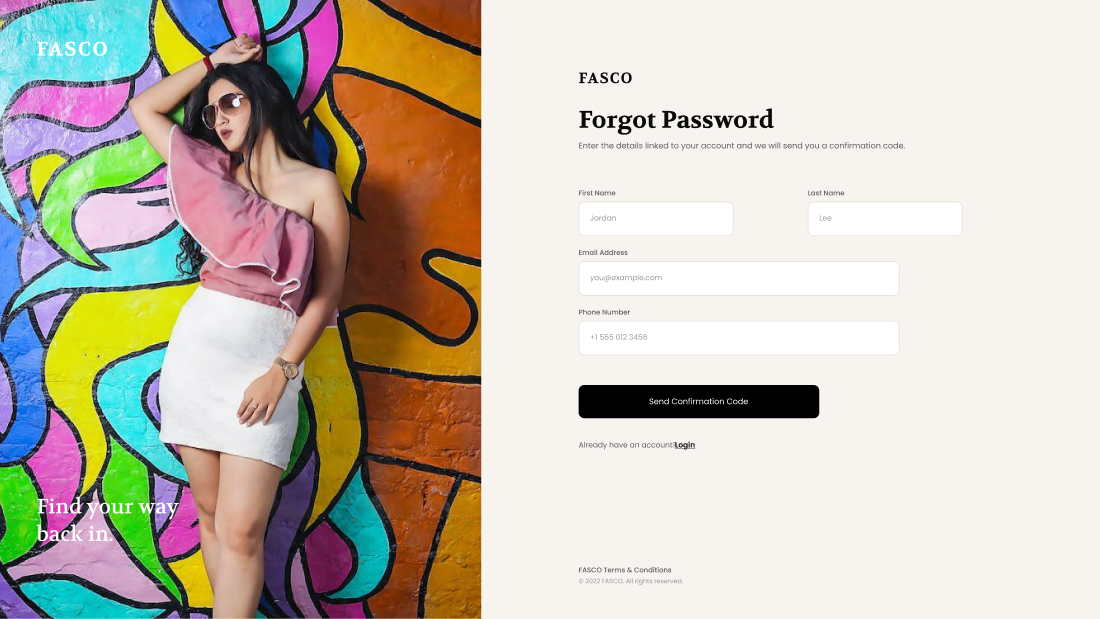 FASCO
Find your way
back in.
FASCO
Forgot Password
Enter the details linked to your account and we will send you a confirmation code.
First Name
Last Name
Jordan
Lee
Email Address
you@example.com
Phone Number
+1 555 012 3456
Send Confirmation Code
Already have an account?Login
FASCO Terms & Conditions
© 2022 FASCO. All rights reserved.